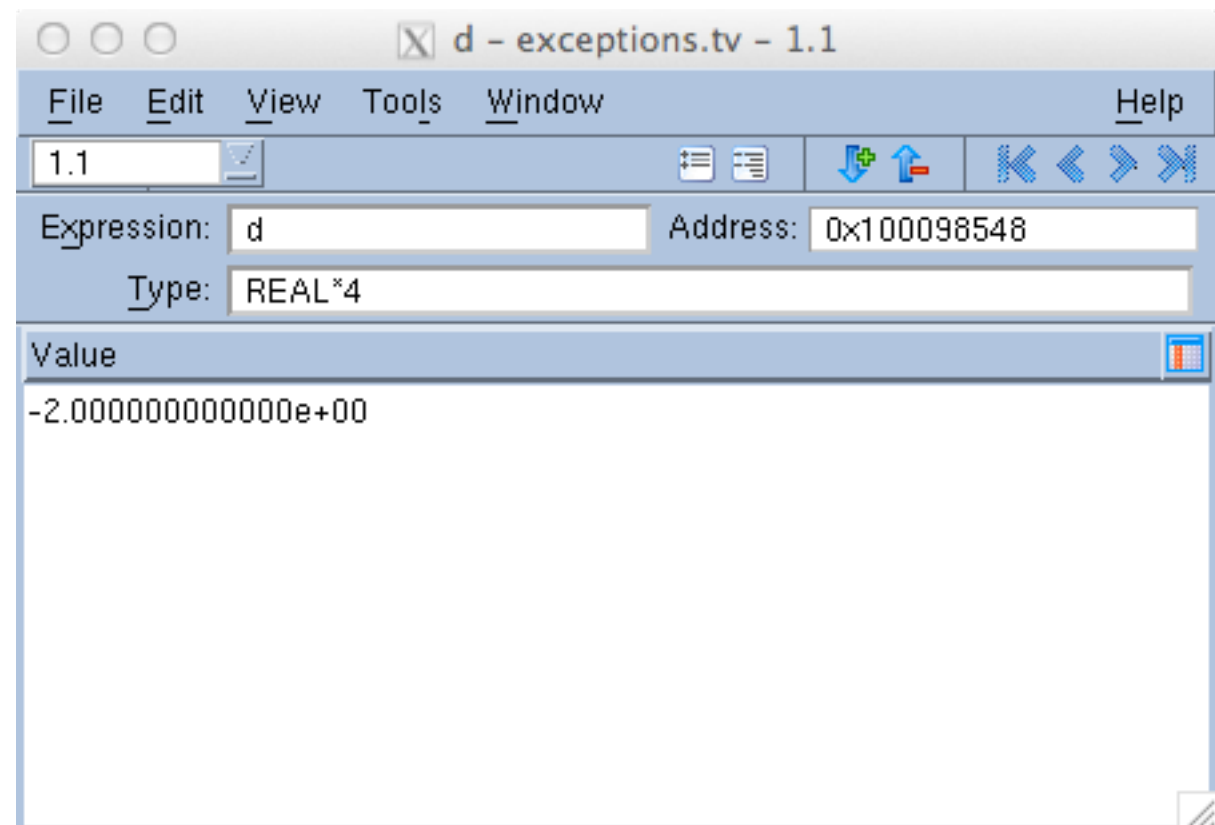 d – exceptions.tv – 1.1
File Edit View Tools Window Help
1.1
Expression: d Address: 0x100098548
Type: REAL*4
Value
-2.000000000000e+00